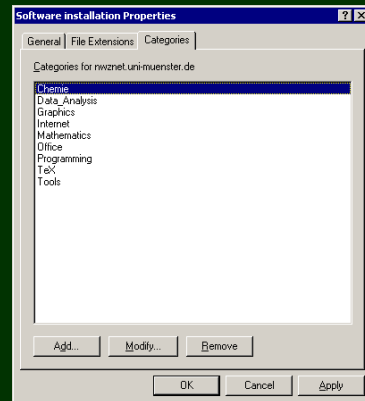 Software installation Properties
General File Extensions Categories
Categories for nwznet.uni-muenster.de
Chemie
Data_Analysis
Graphics
Internet
Mathematics
Office
Programming
TeX
Tools
Add... Modify... Remove
OK Cancel Apply